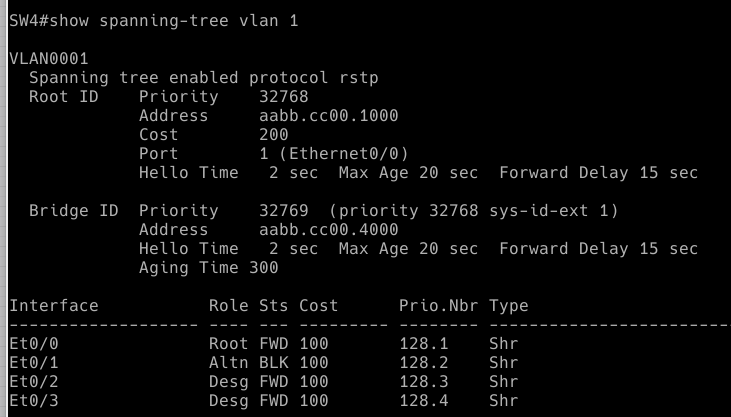 SW4#show spanning-tree vlan 1
VLAN0001
Spanning tree enabled protocol rstp
Root ID Priority 32768
Address aabb.cc00.1000
Cost 200
Port 1 (Ethernet0/0)
Hello Time 2 sec Max Age 20 sec Forward Delay 15 sec
Bridge ID Priority 32769 (priority 32768 sys-id-ext 1)
Address aabb.cc00.4000
Hello Time 2 sec Max Age 20 sec Forward Delay 15 sec
Aging Time 300
Interface Role Sts Cost Prio.Nbr Type
------------------- ---- --- --------- -------- ------------------------
Et0/0 Root FWD 100 128.1 Shr
Et0/1 Altn BLK 100 128.2 Shr
Et0/2 Desg FWD 100 128.3 Shr
Et0/3 Desg FWD 100 128.4 Shr